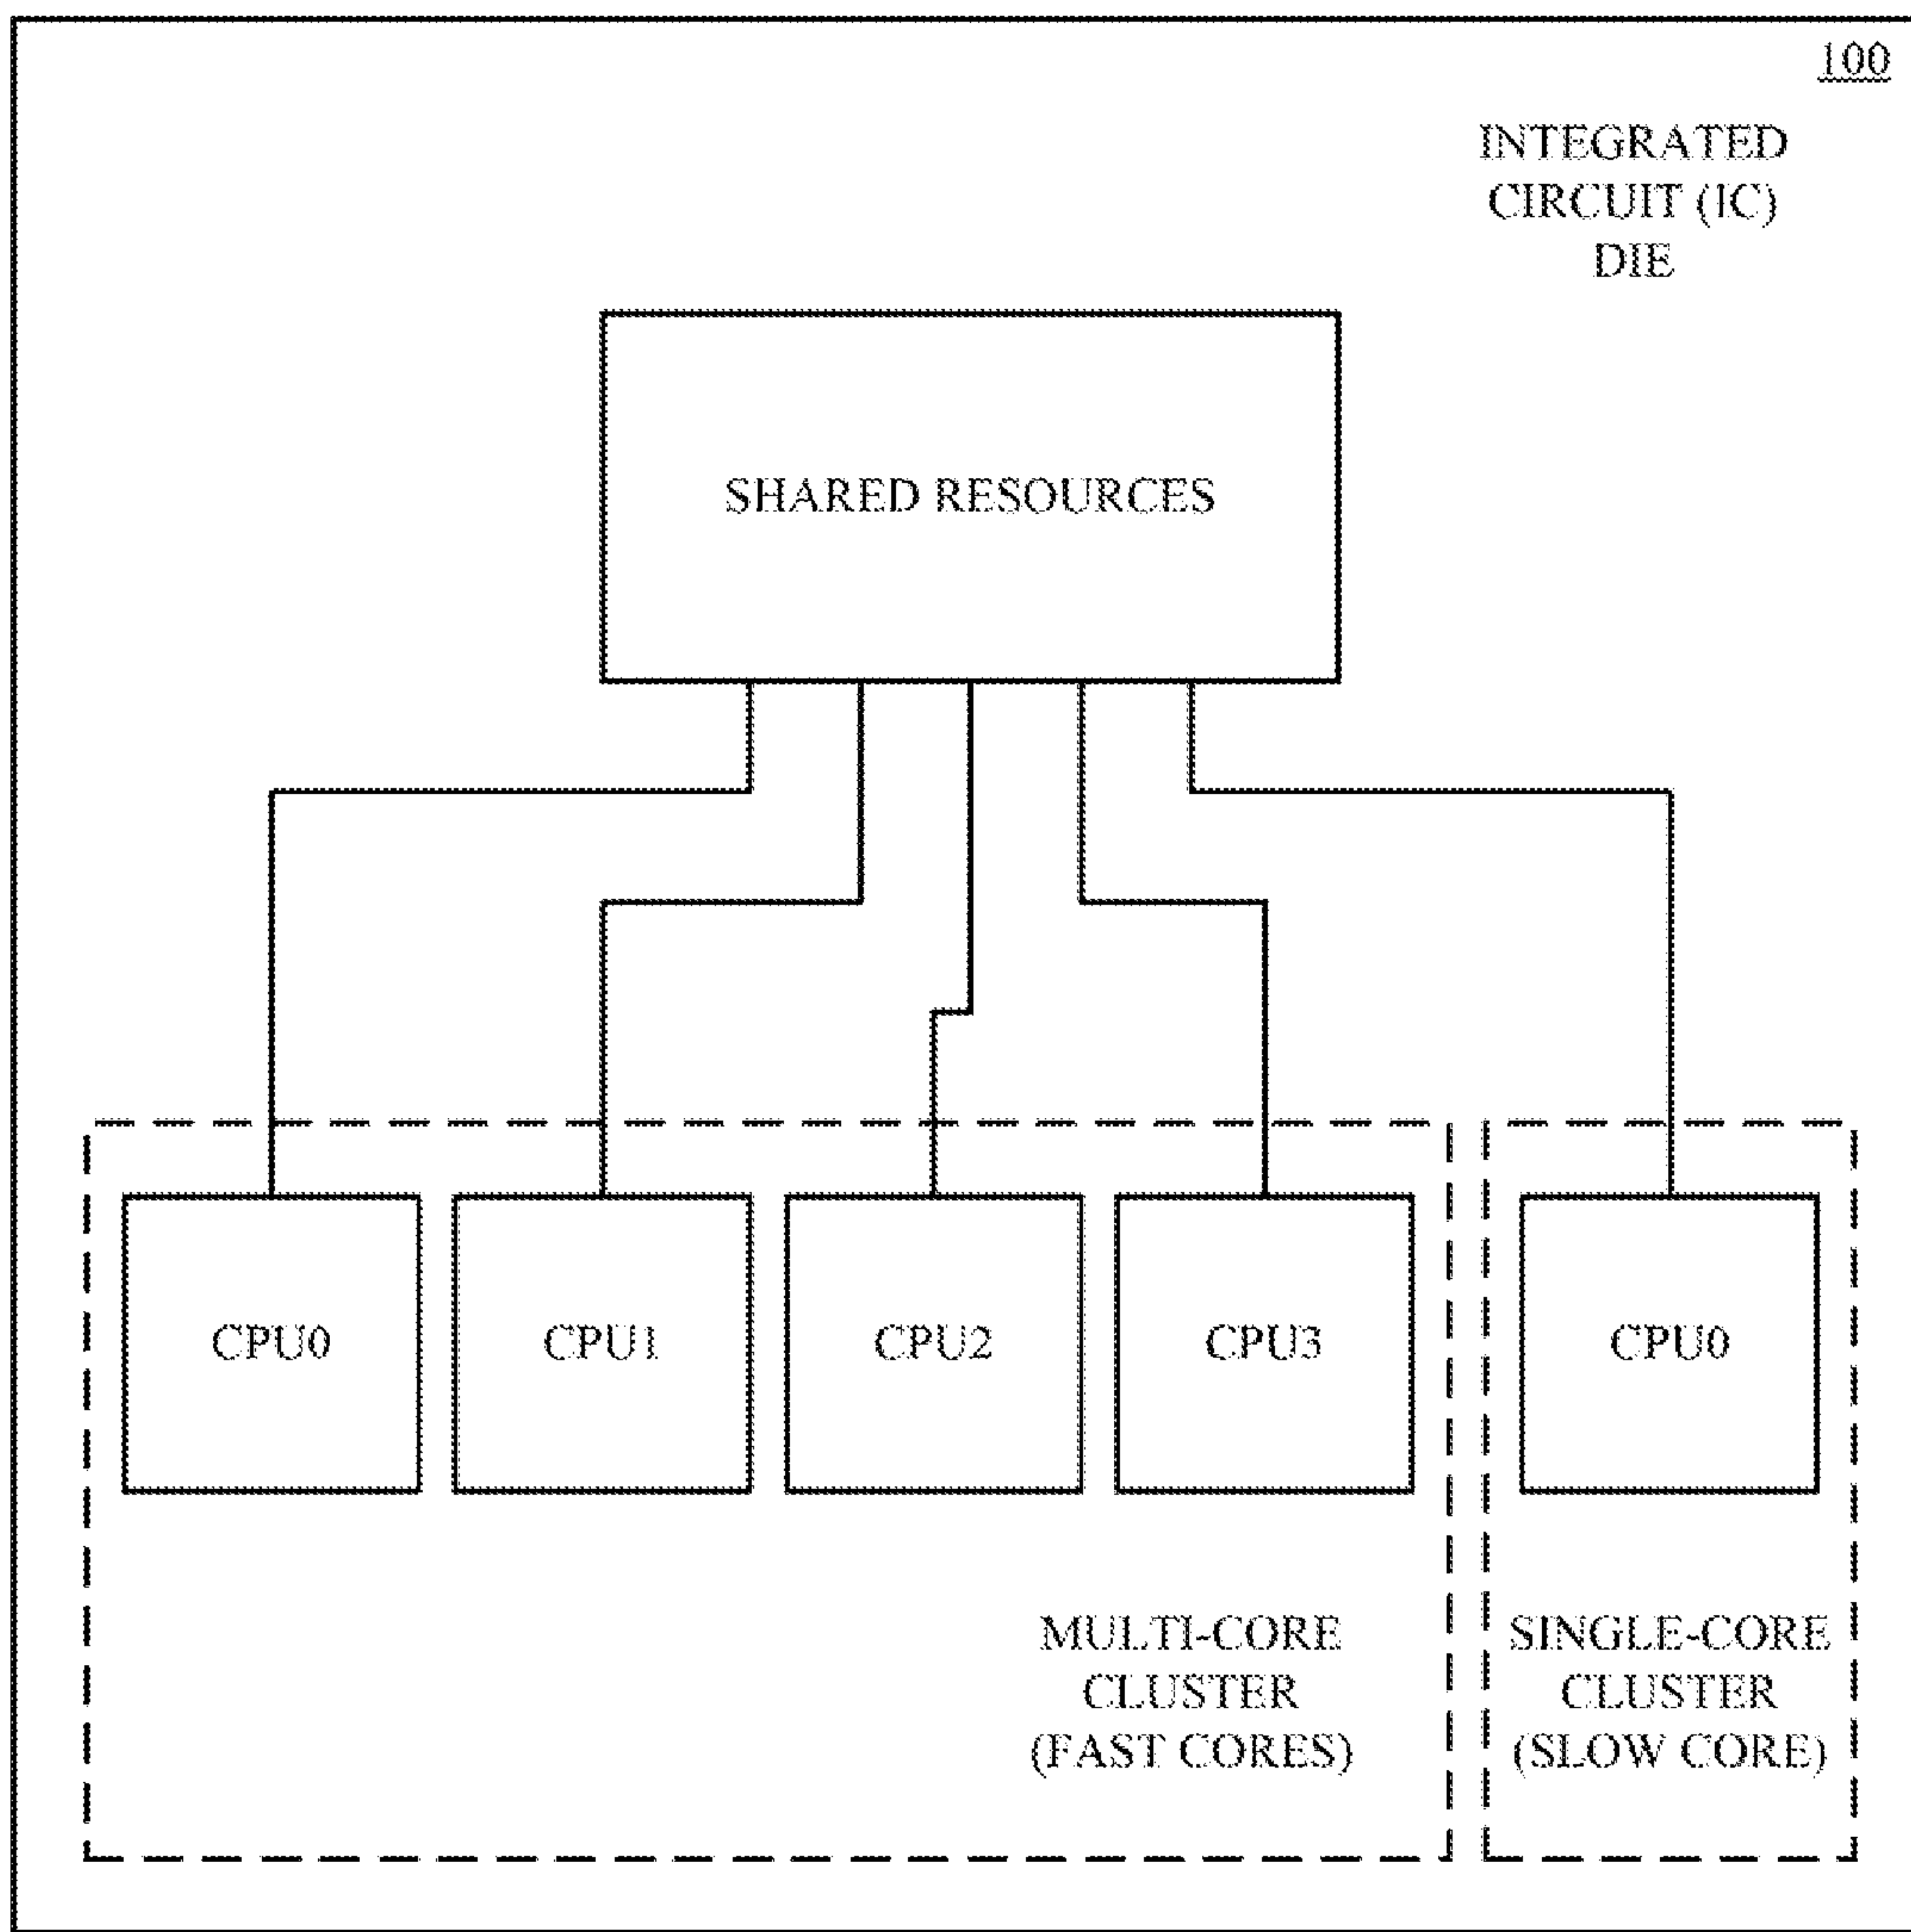 100
INTEGRATED
CIRCUIT (IC)
DIE
SHARED RESOURCES
CPU0
CPU1
CPU2
CPU3
CPU0
MULTI-CORE
CLUSTER
(FAST CORES)
SINGLE-CORE
CLUSTER
(SLOW CORE)